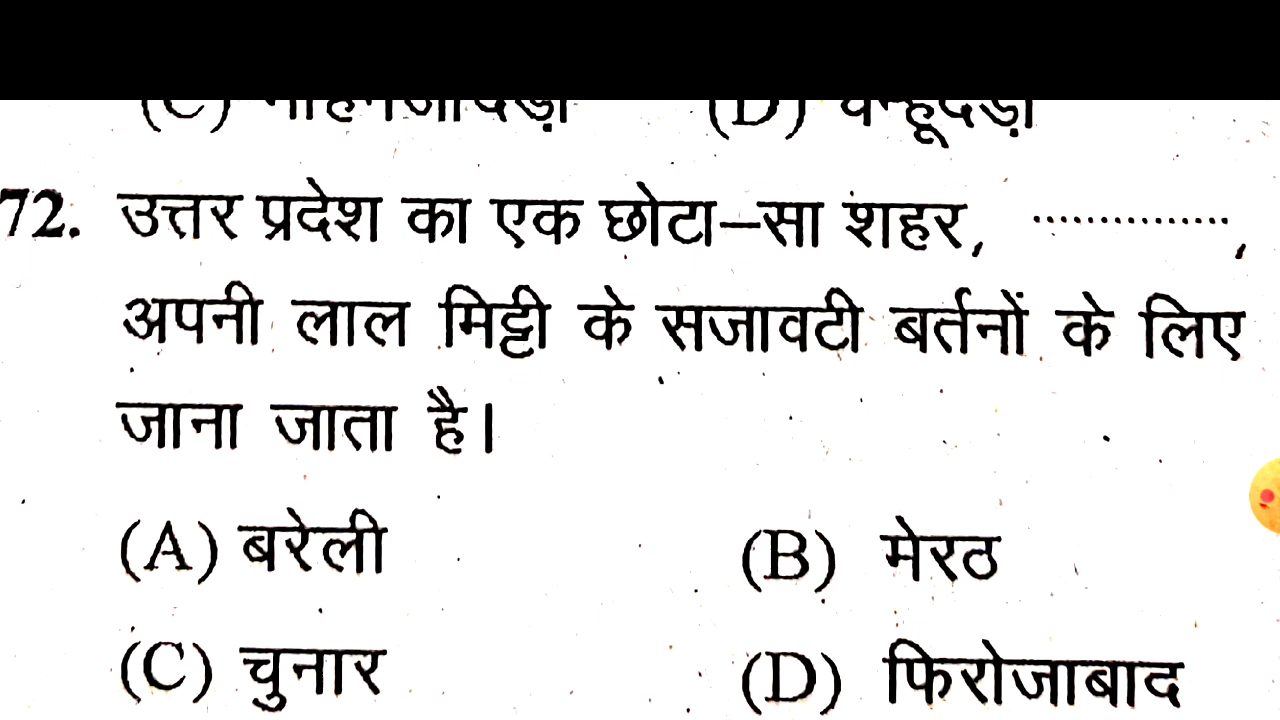 (C)
(D)
72. उत्तर प्रदेश का एक छोटा–सा शहर, ..............,
अपनी लाल मिट्टी के सजावटी बर्तनों के लिए
जाना जाता है।
(A) बरेली (B) मेरठ
(C) चुनार (D) फिरोजाबाद